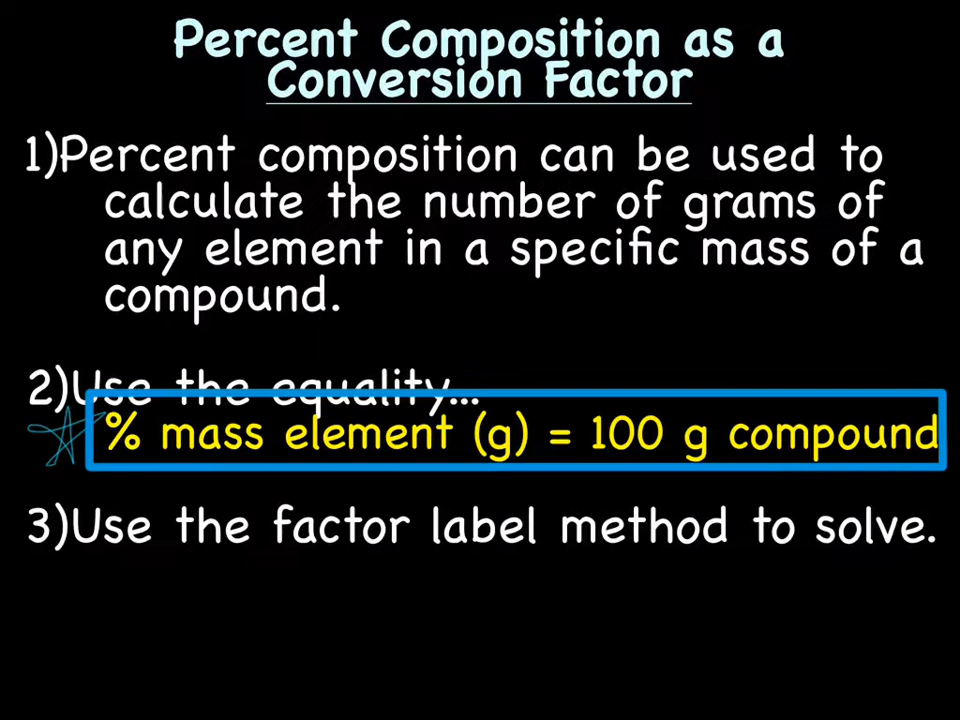 Percent Composition as a
Conversion Factor
1)Percent composition can be used to
calculate the number of grams of
any element in a specific mass of a
compound.
2)Use the equality...
% mass element (g) = 100 g compound
3)Use the factor label method to solve.